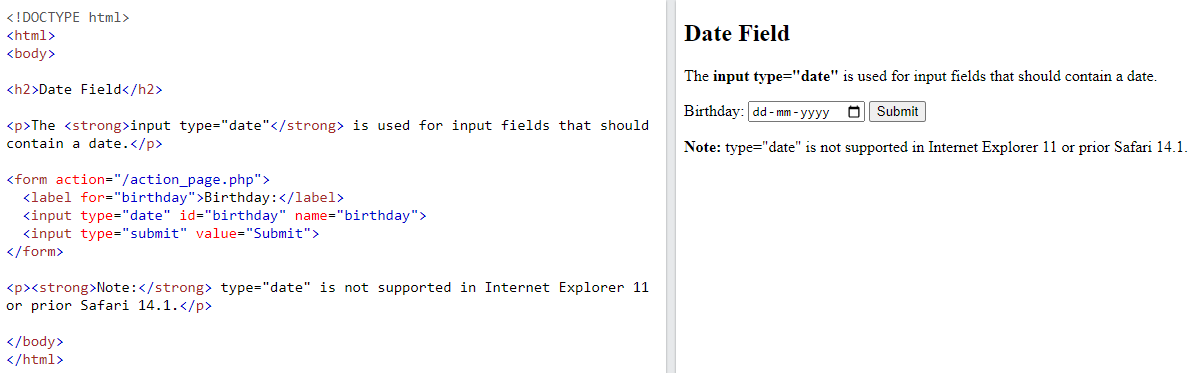 <!DOCTYPE html>
<html>
<body>
<h2>Date Field</h2>
<p>The <strong>input type="date"</strong> is used for input fields that should
contain a date.</p>
<form action="/action_page.php">
  <label for="birthday">Birthday:</label>
  <input type="date" id="birthday" name="birthday">
  <input type="submit" value="Submit">
</form>
<p><strong>Note:</strong> type="date" is not supported in Internet Explorer 11
or prior Safari 14.1.</p>
</body>
</html>
Date Field
The input type="date" is used for input fields that should contain a date.
Birthday: dd-mm-yyyy Submit
Note: type="date" is not supported in Internet Explorer 11 or prior Safari 14.1.